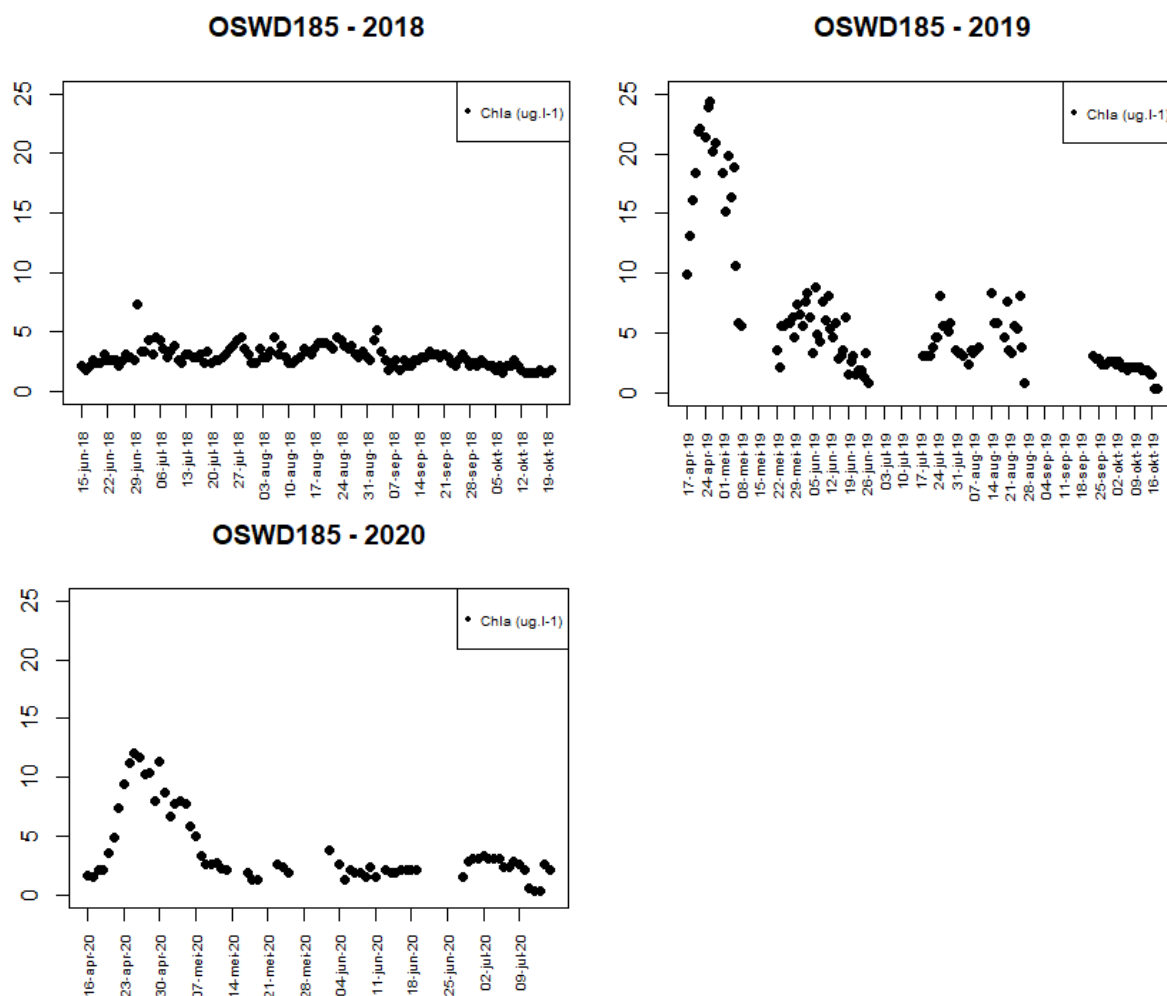 OSWD185 - 2018
25
20
15
10
5
0
Chla (ug.l-1)
15-jun-18
22-jun-18
29-jun-18
06-jul-18
13-jul-18
20-jul-18
27-jul-18
03-aug-18
10-aug-18
17-aug-18
24-aug-18
31-aug-18
07-sep-18
14-sep-18
21-sep-18
28-sep-18
05-okt-18
12-okt-18
19-okt-18
OSWD185 - 2019
25
20
15
10
5
0
Chla (ug.l-1)
17-apr-19
24-apr-19
01-mei-19
08-mei-19
15-mei-19
22-mei-19
29-mei-19
05-jun-19
12-jun-19
19-jun-19
26-jun-19
03-jul-19
10-jul-19
17-jul-19
24-jul-19
31-jul-19
07-aug-19
14-aug-19
21-aug-19
28-aug-19
04-sep-19
11-sep-19
18-sep-19
25-sep-19
02-okt-19
09-okt-19
16-okt-19
OSWD185 - 2020
25
20
15
10
5
0
Chla (ug.l-1)
16-apr-20
23-apr-20
30-apr-20
07-mei-20
14-mei-20
21-mei-20
28-mei-20
04-jun-20
11-jun-20
18-jun-20
25-jun-20
02-jul-20
09-jul-20